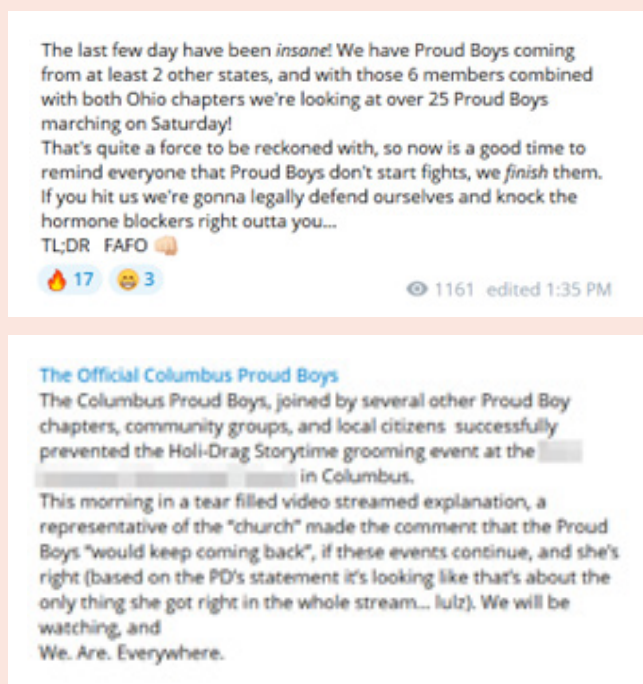 The last few day have been insane! We have Proud Boys coming
from at least 2 other states, and with those 6 members combined
with both Ohio chapters we're looking at over 25 Proud Boys
marching on Saturday!
That's quite a force to be reckoned with, so now is a good time to
remind everyone that Proud Boys don't start fights, we finish them.
If you hit us we're gonna legally defend ourselves and knock the
hormone blockers right outta you...
TL;DR FAFO 👊🏻
🔥 17 😁 3
1161 edited 1:35 PM
The Official Columbus Proud Boys
The Columbus Proud Boys, joined by several other Proud Boy
chapters, community groups, and local citizens successfully
prevented the Holi-Drag Storytime grooming event at the
in Columbus.
This morning in a tear filled video streamed explanation, a
representative of the "church" made the comment that the Proud
Boys "would keep coming back", if these events continue, and she's
right (based on the PD's statement it's looking like that's about the
only thing she got right in the whole stream... lulz). We will be
watching, and
We. Are. Everywhere.